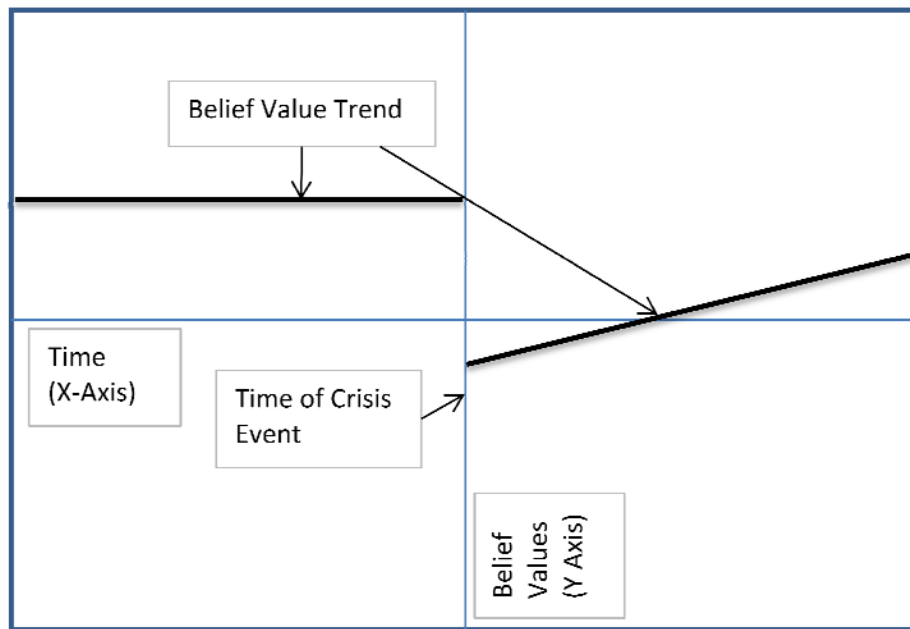 Belief Value Trend
Time
(X-Axis)
Time of Crisis
Event
Belief
Values
(Y Axis)